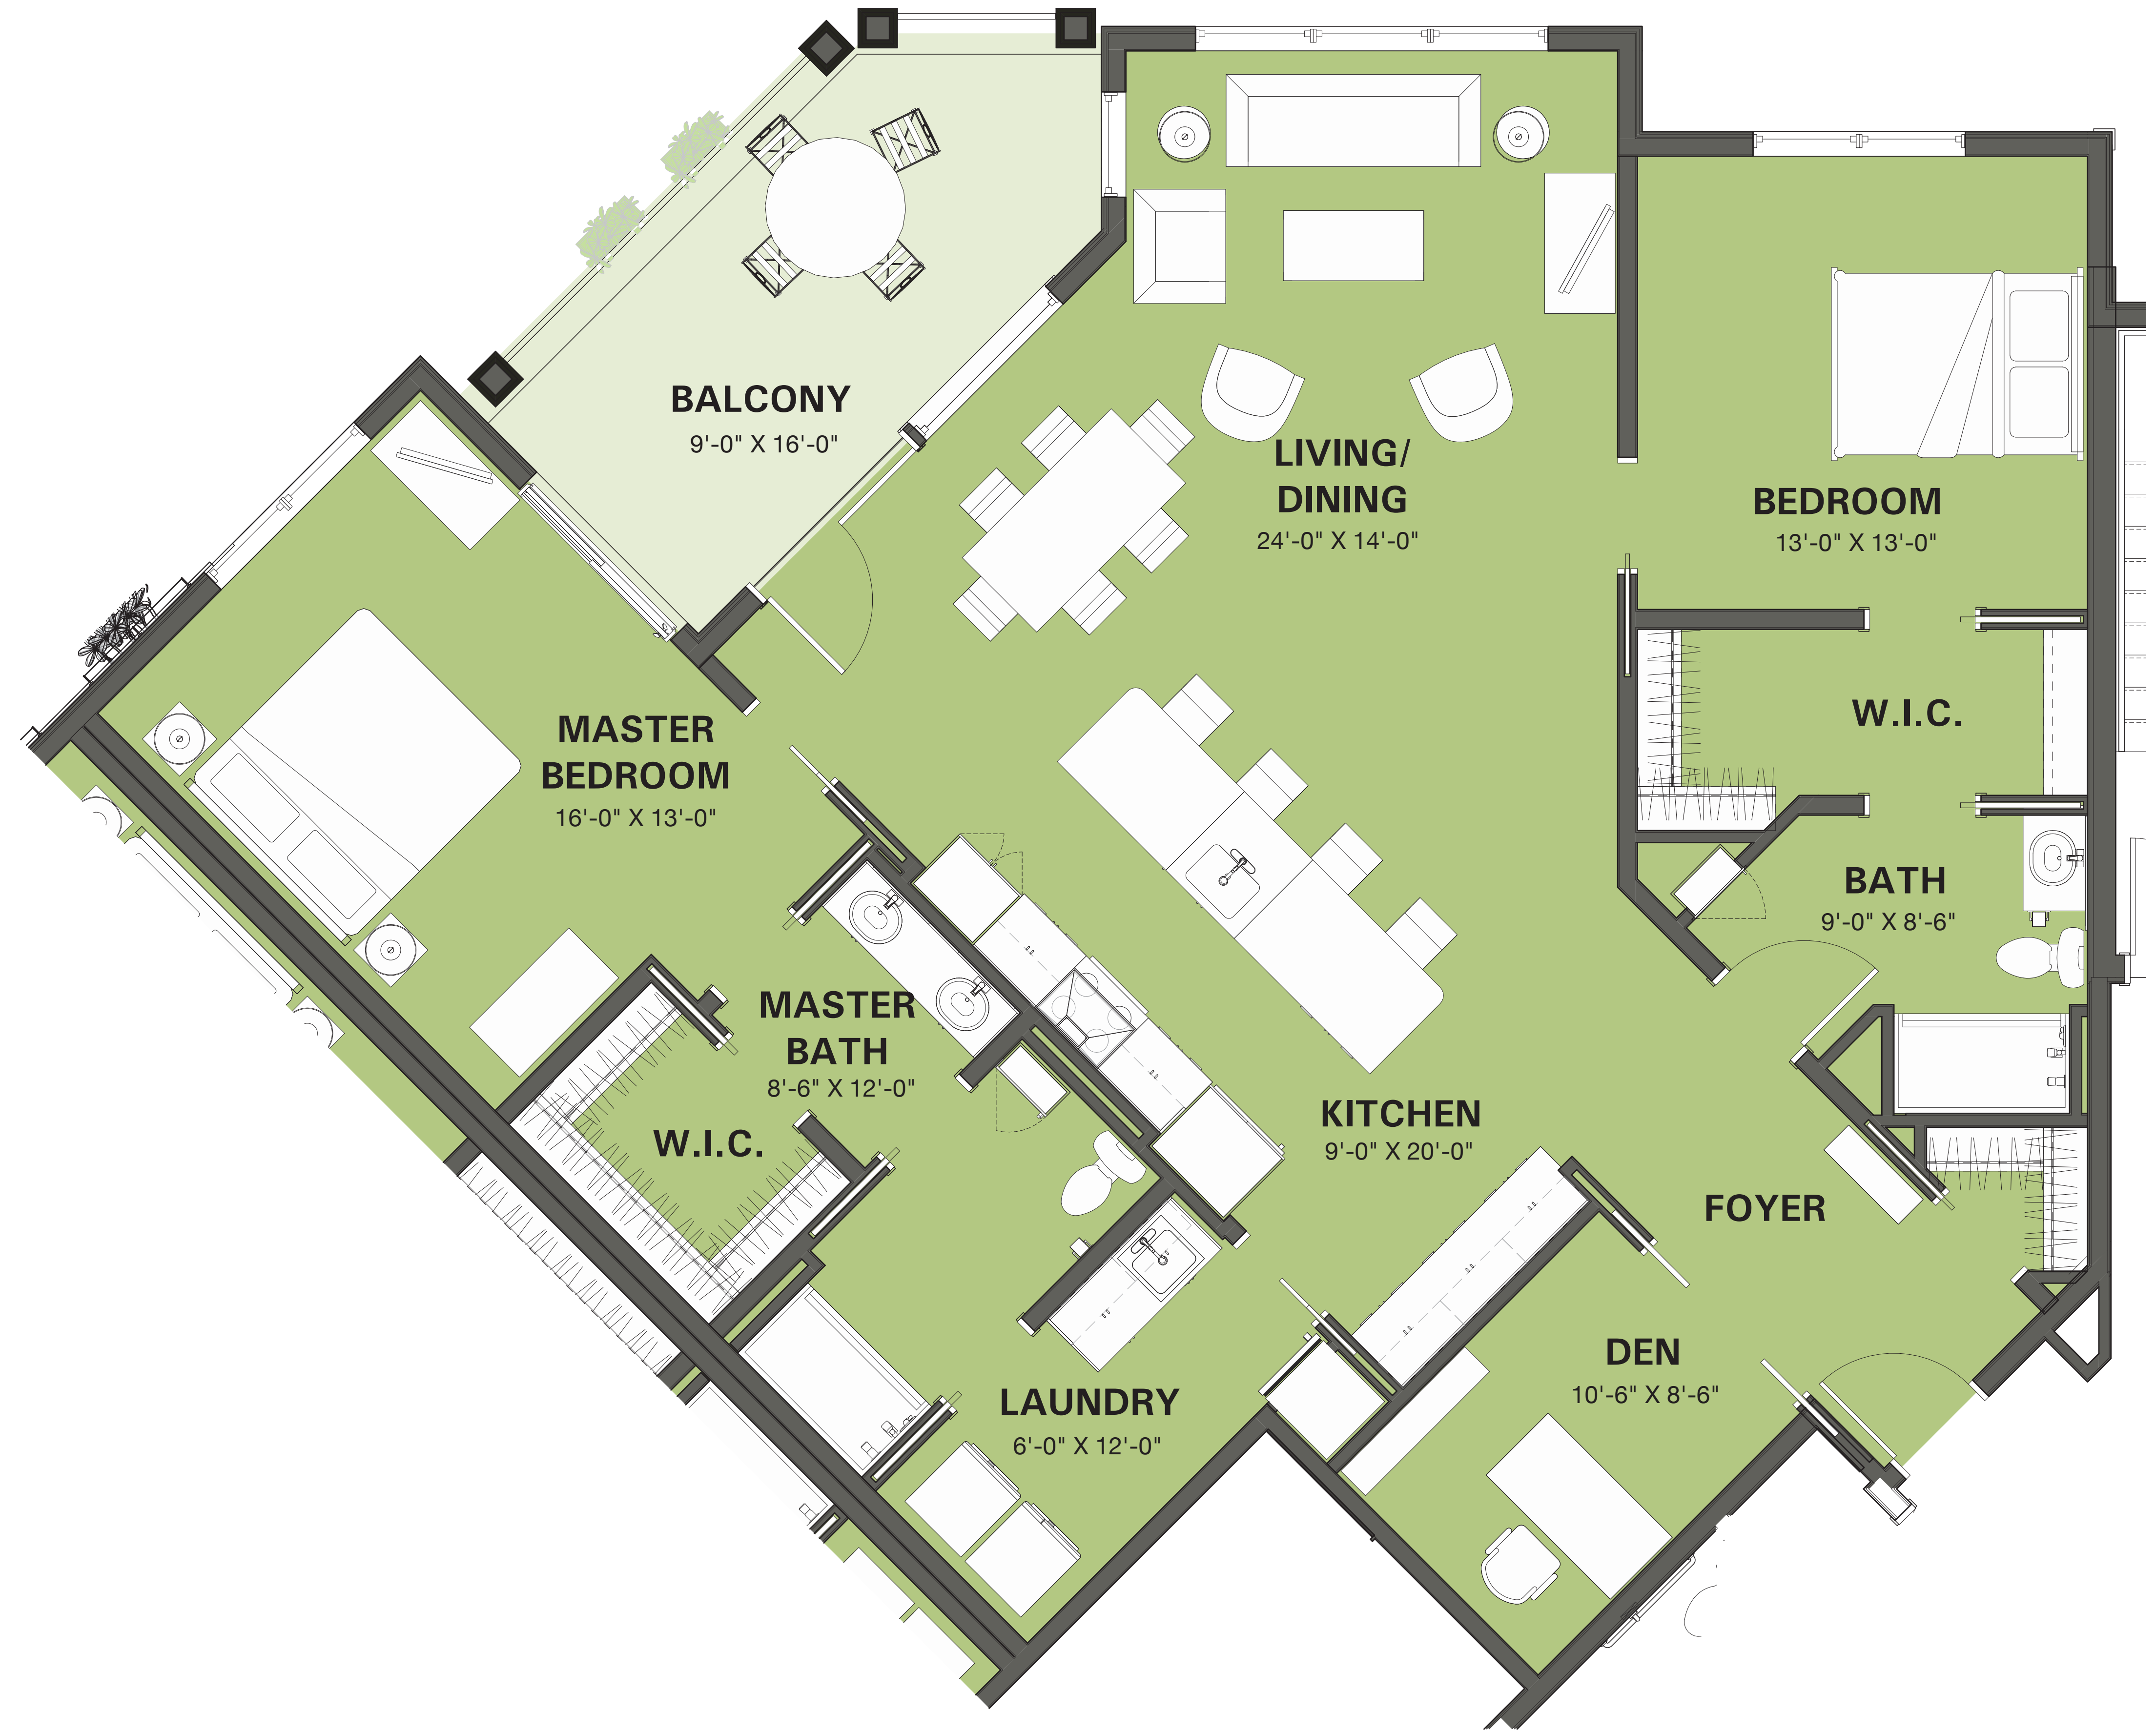 BALCONY
9'-0" X 16'-0"
LIVING/
DINING
24'-0" X 14'-0"
BEDROOM
13'-0" X 13'-0"
W.I.C.
MASTER
BEDROOM
16'-0" X 13'-0"
BATH
9'-0" X 8'-6"
MASTER
BATH
8'-6" X 12'-0"
W.I.C.
KITCHEN
9'-0" X 20'-0"
FOYER
DEN
10'-6" X 8'-6"
LAUNDRY
6'-0" X 12'-0"